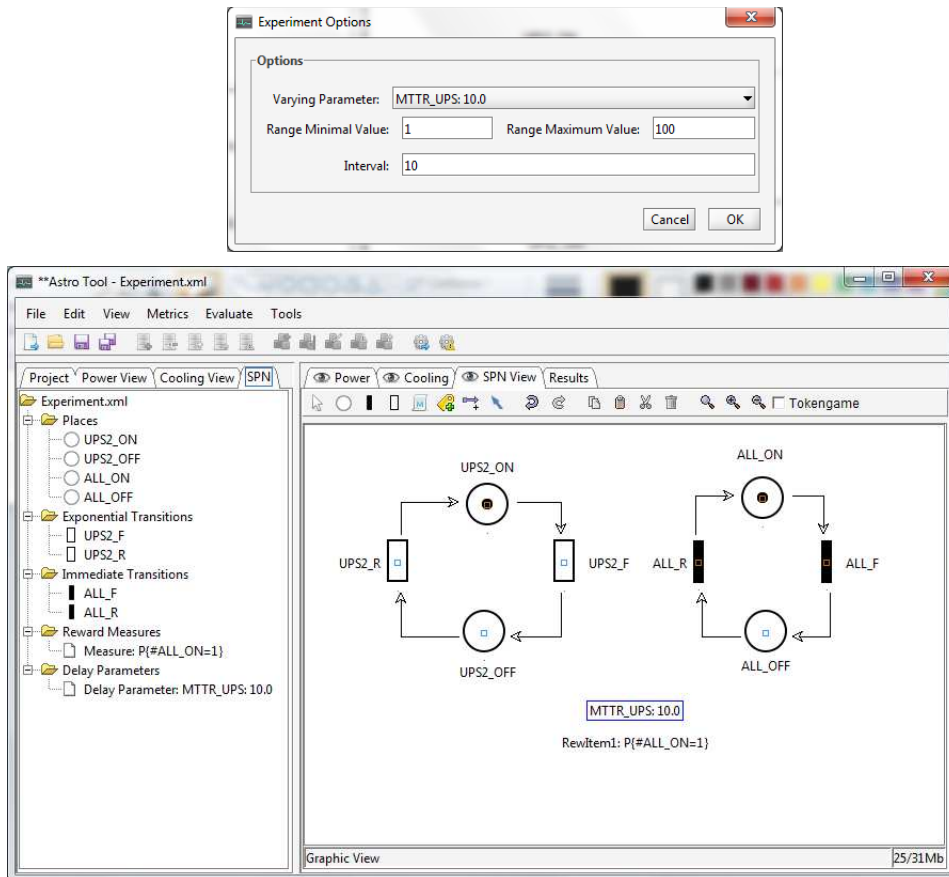 Experiment Options
Options
Varying Parameter: MTTR_UPS: 10.0
Range Minimal Value: 1 Range Maximum Value: 100
Interval: 10
Cancel OK
**Astro Tool - Experiment.xml
File Edit View Metrics Evaluate Tools
Project Power View Cooling View SPN
Power Cooling SPN View Results
Tokengame
Experiment.xml
Places
UPS2_ON
UPS2_OFF
ALL_ON
ALL_OFF
Exponential Transitions
UPS2_F
UPS2_R
Immediate Transitions
ALL_F
ALL_R
Reward Measures
Measure: P{#ALL_ON=1}
Delay Parameters
Delay Parameter: MTTR_UPS: 10.0
UPS2_ON ALL_ON
UPS2_R UPS2_F ALL_R ALL_F
UPS2_OFF ALL_OFF
MTTR_UPS: 10.0
RewItem1: P{#ALL_ON=1}
Graphic View 25/31Mb